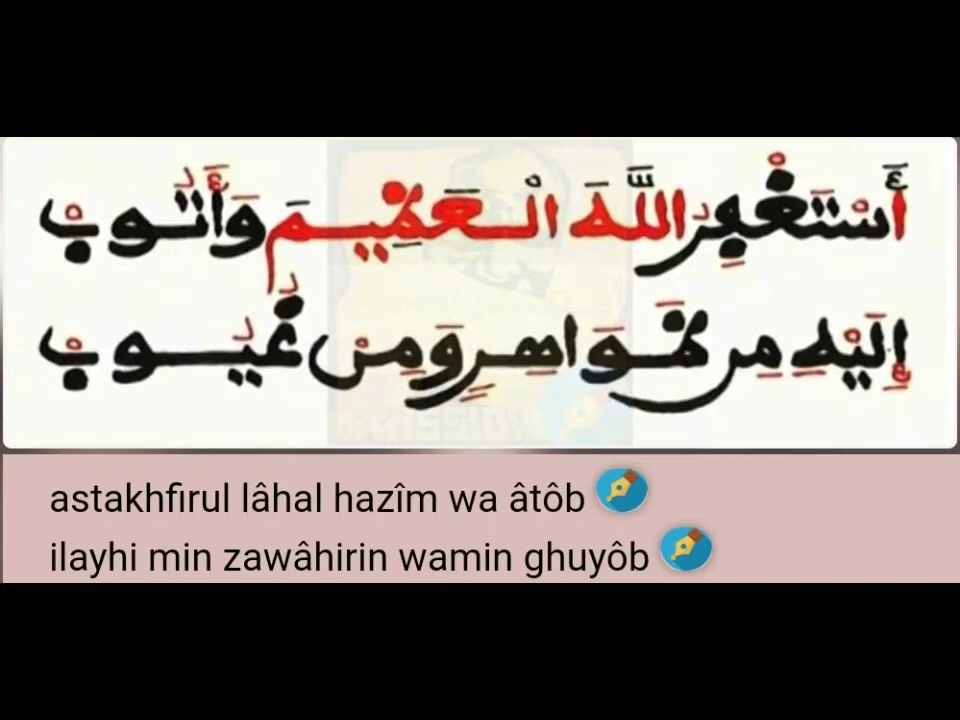 أَسْتَغْفِرُ اللَّهَ الْعَظِيمَ وَأَتُوبْ
إِلَيْهِ مِن ظَوَاهِرٍ وَمِنْ غُيُوبْ
astakhfirul lâhal hazîm wa âtôb
ilayhi min zawâhirin wamin ghuyôb